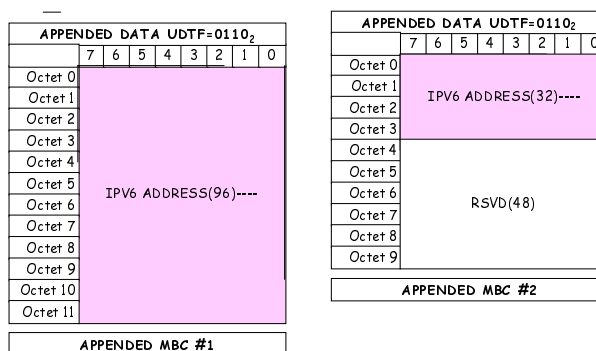 APPENDED DATA UDTF=0110₂
7 6 5 4 3 2 1 0
Octet 0
Octet 1
Octet 2
Octet 3
Octet 4
Octet 5
Octet 6
Octet 7
Octet 8
Octet 9
Octet 10
Octet 11
IPV6 ADDRESS(96)----
APPENDED MBC #1
APPENDED DATA UDTF=0110₂
7 6 5 4 3 2 1 0
Octet 0
Octet 1
Octet 2
Octet 3
Octet 4
Octet 5
Octet 6
Octet 7
Octet 8
Octet 9
IPV6 ADDRESS(32)----
RSVD(48)
APPENDED MBC #2